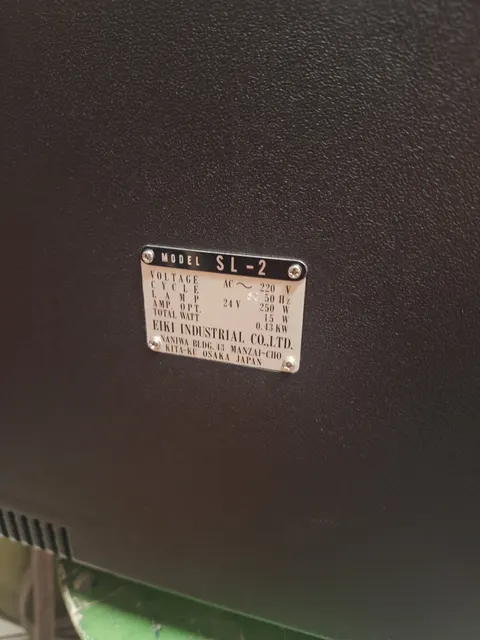 MODEL SL-2
VOLTAGE AC ~ 220 V
CYCLE 50 Hz
LAMP 24 V 250 W
AMP. OPT. 15 W
TOTAL WATT 0.43 KW
EIKI INDUSTRIAL CO.,LTD.
NANIWA BLDG. 43 MANZAI-CHO
KITA-KU OSAKA JAPAN